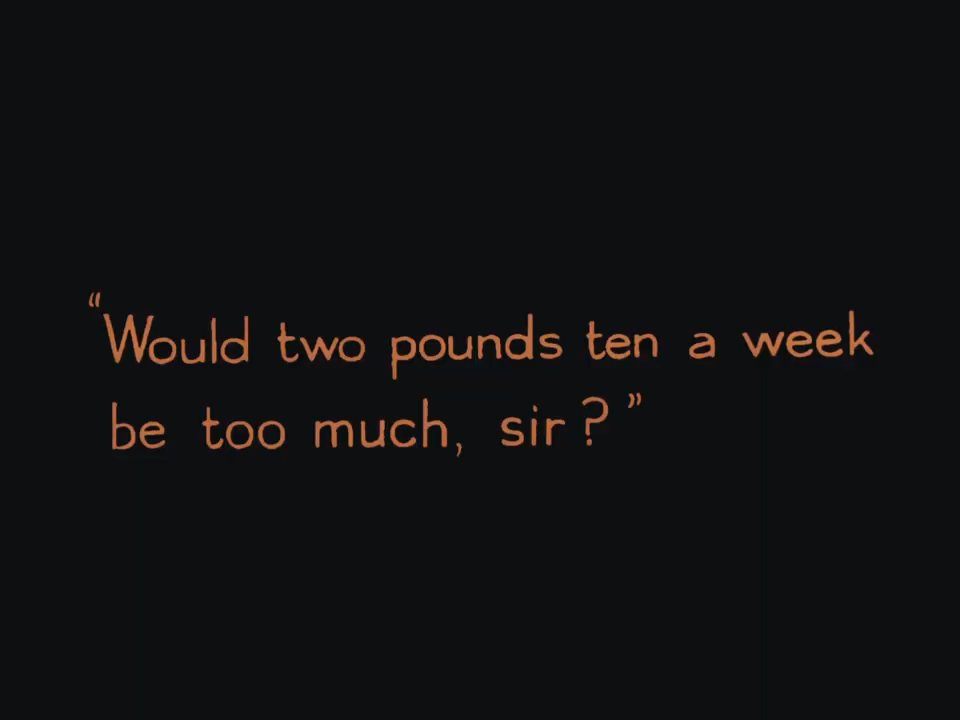 “Would two pounds ten a week
be too much, sir?”